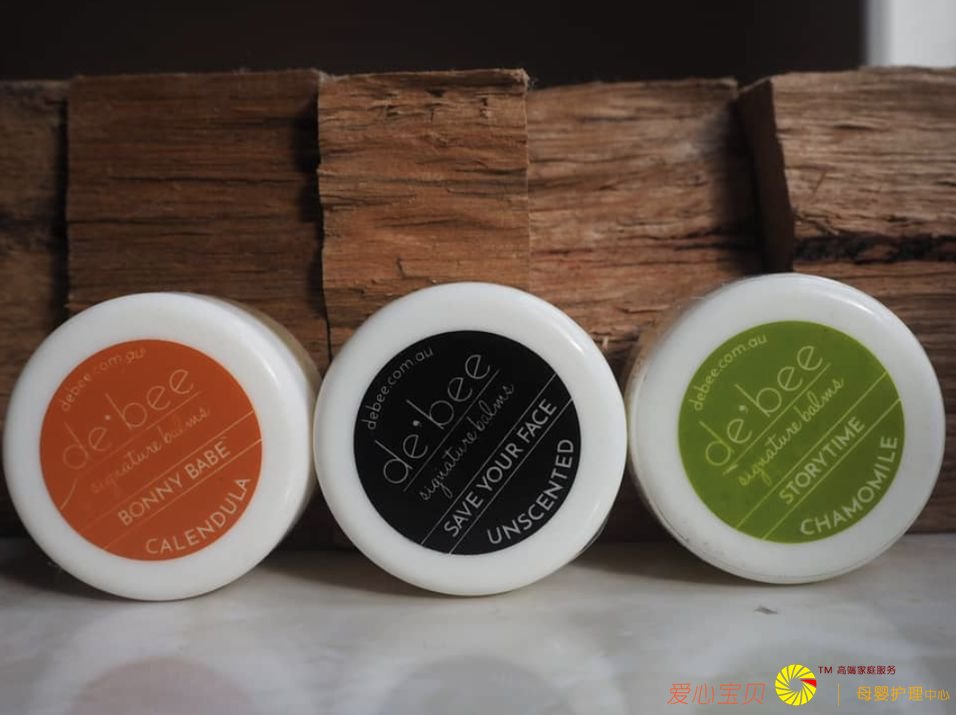 debee.com.au
de'bee
signature balms
BONNY BABE
CALENDULA
debee.com.au
de'bee
signature balms
SAVE YOUR FACE
UNSCENTED
debee.com.au
de'bee
signature balms
STORYTIME
CHAMOMILE
爱心宝贝
TM 高端家庭服务
母婴护理中心